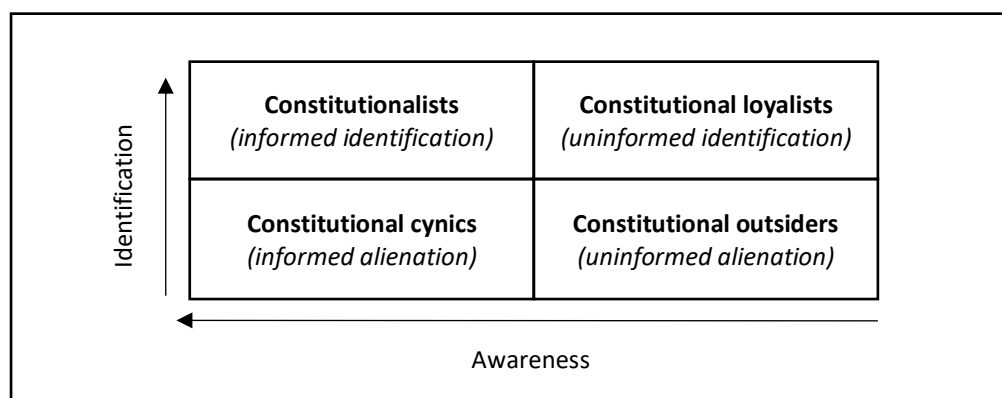 Identification
Constitutionalists
(informed identification)
Constitutional loyalists
(uninformed identification)
Constitutional cynics
(informed alienation)
Constitutional outsiders
(uninformed alienation)
Awareness